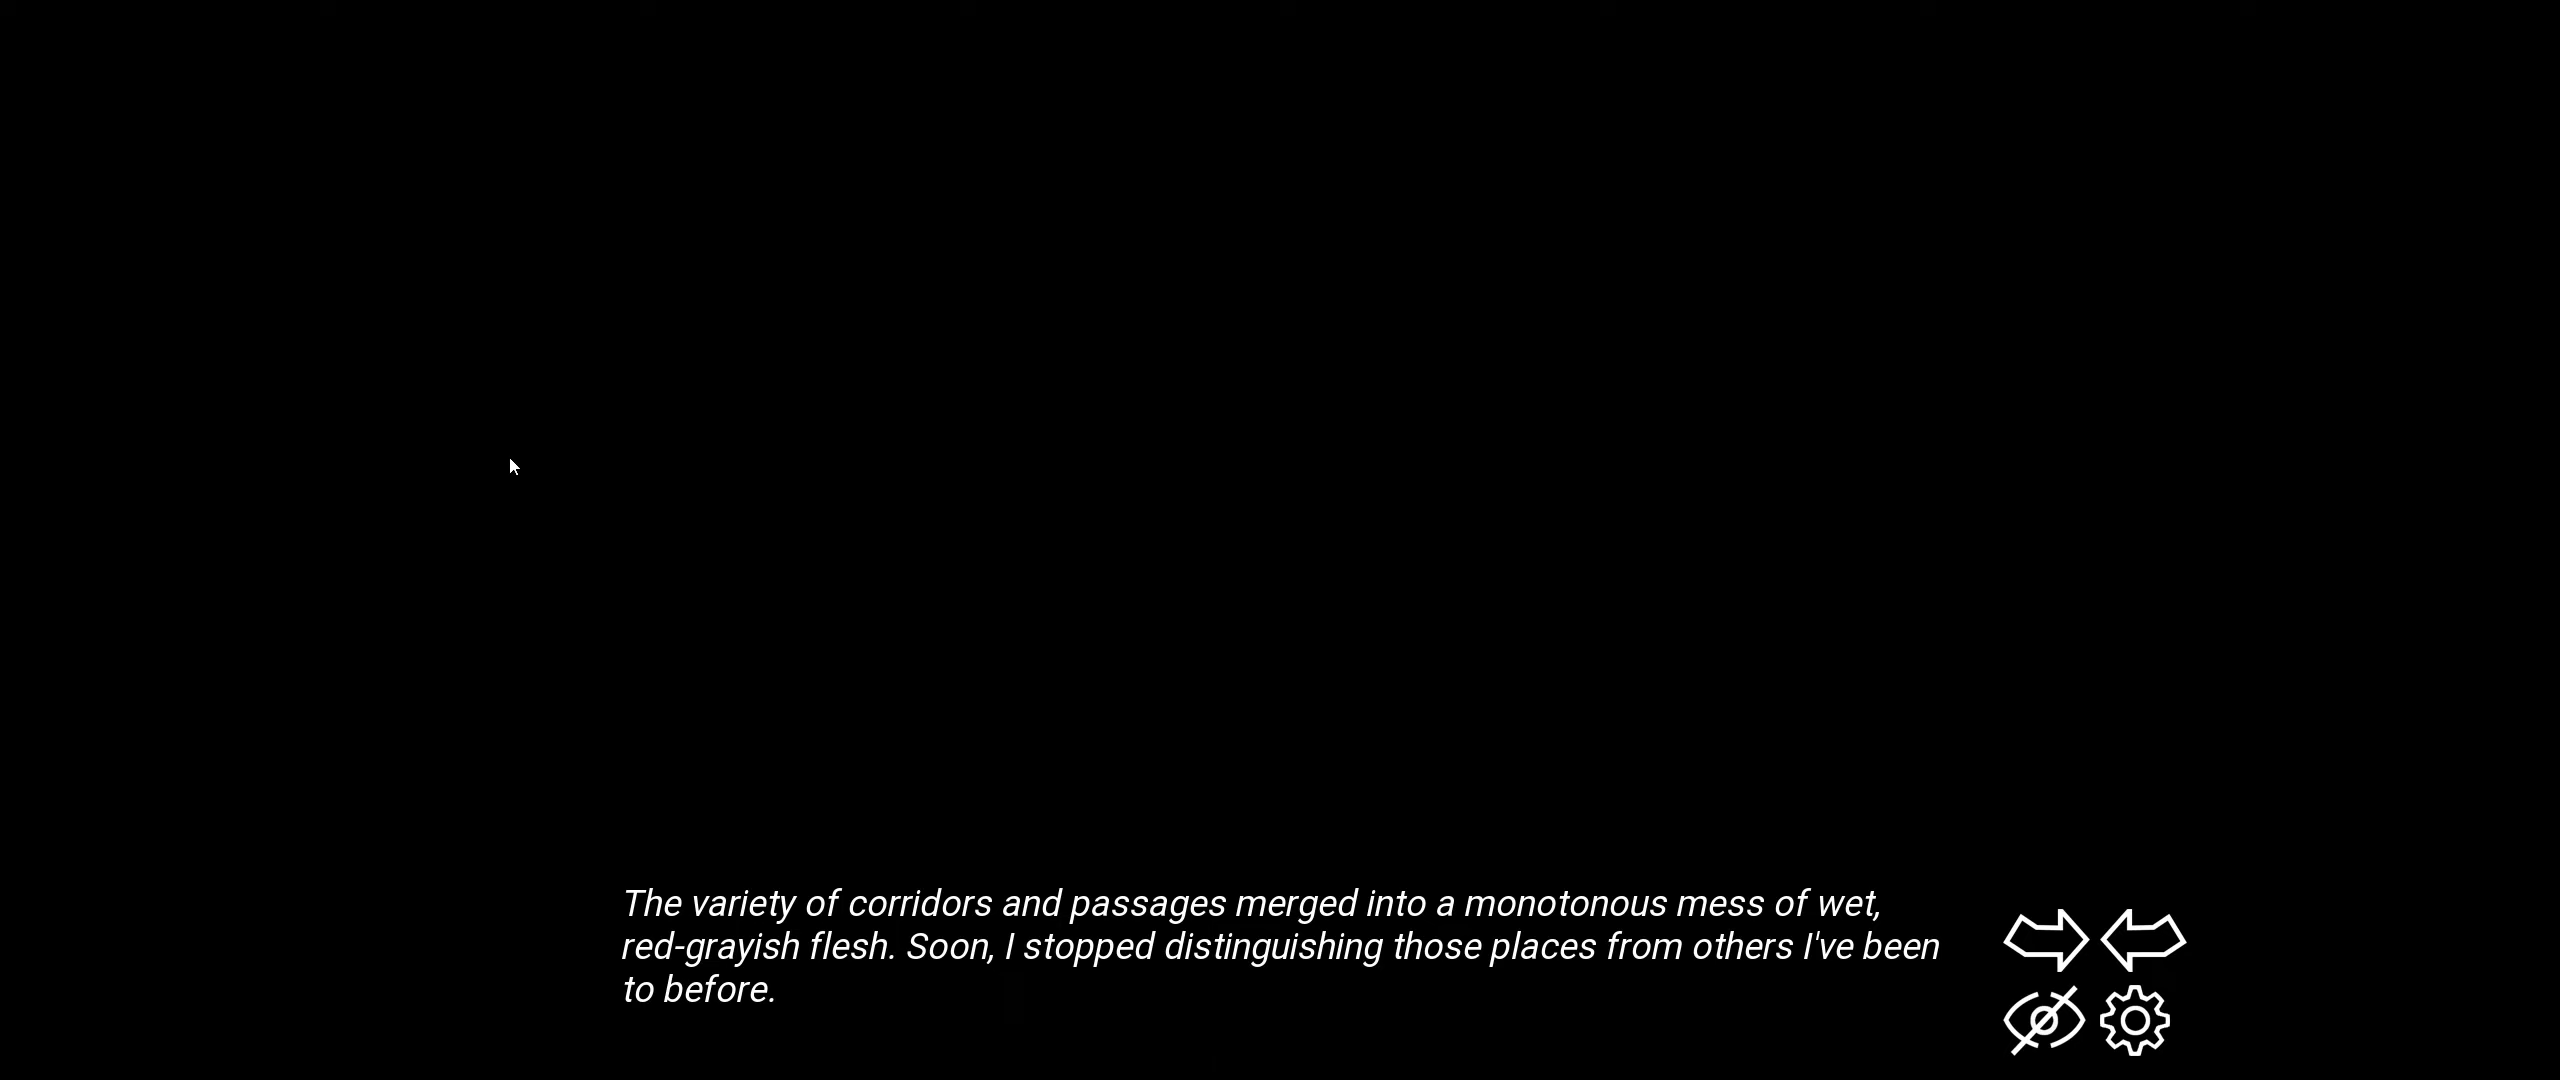 The variety of corridors and passages merged into a monotonous mess of wet,
red-grayish flesh. Soon, I stopped distinguishing those places from others I've been
to before.